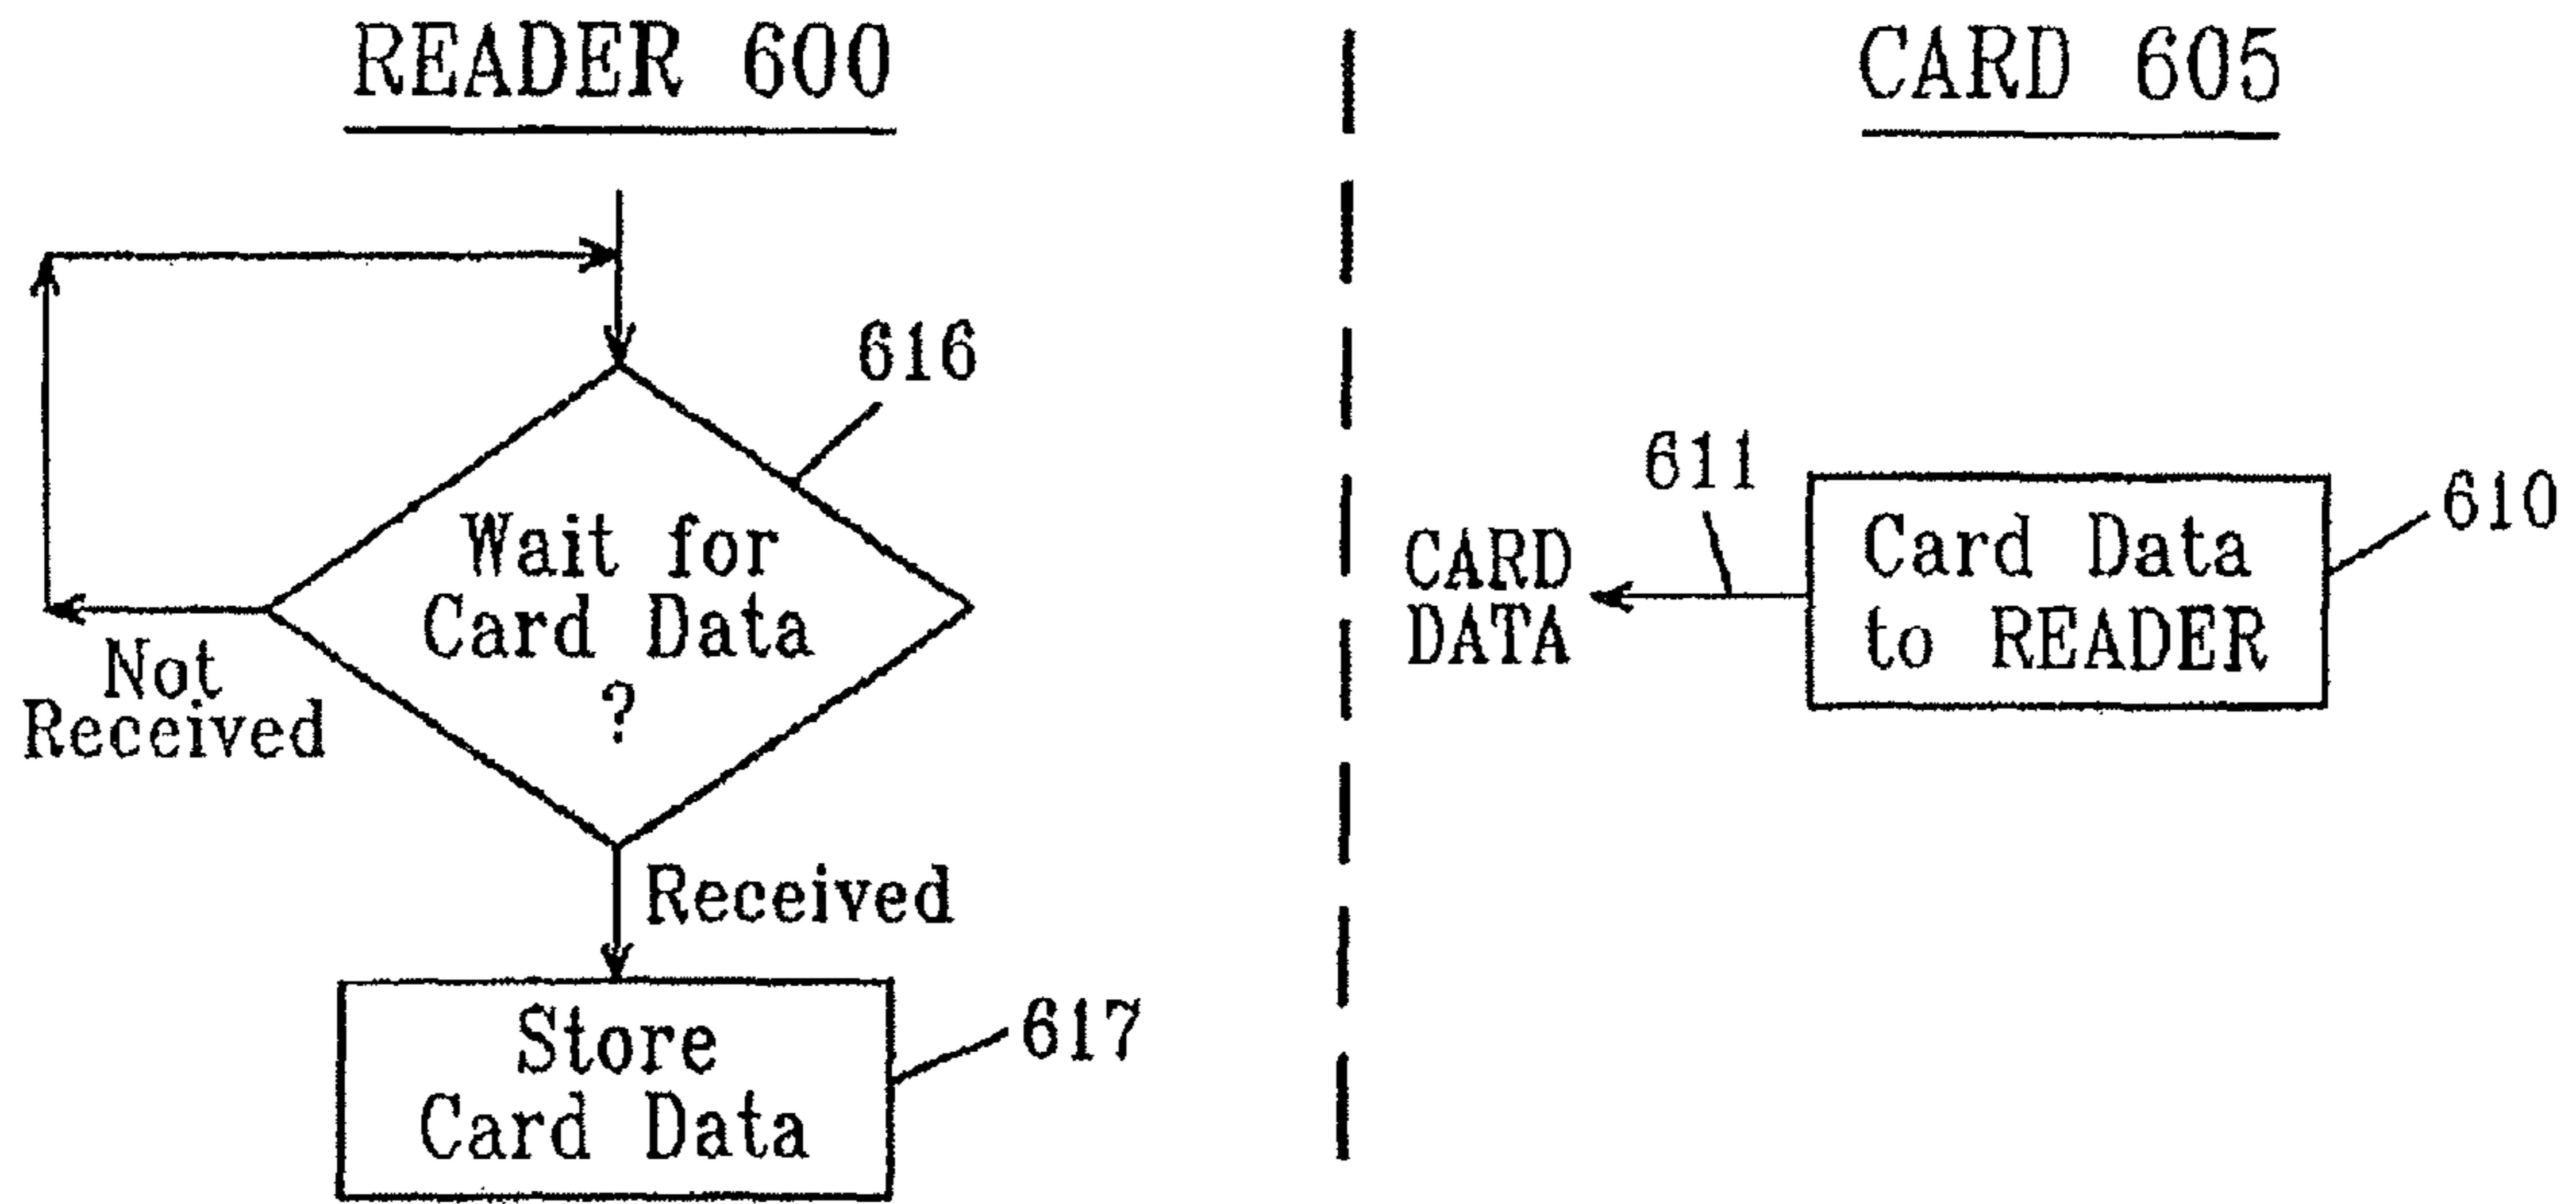 READER 600
CARD 605
616
Wait for
Card Data
?
Not
Received
Received
Store
Card Data
617
611
CARD
DATA
Card Data
to READER
610